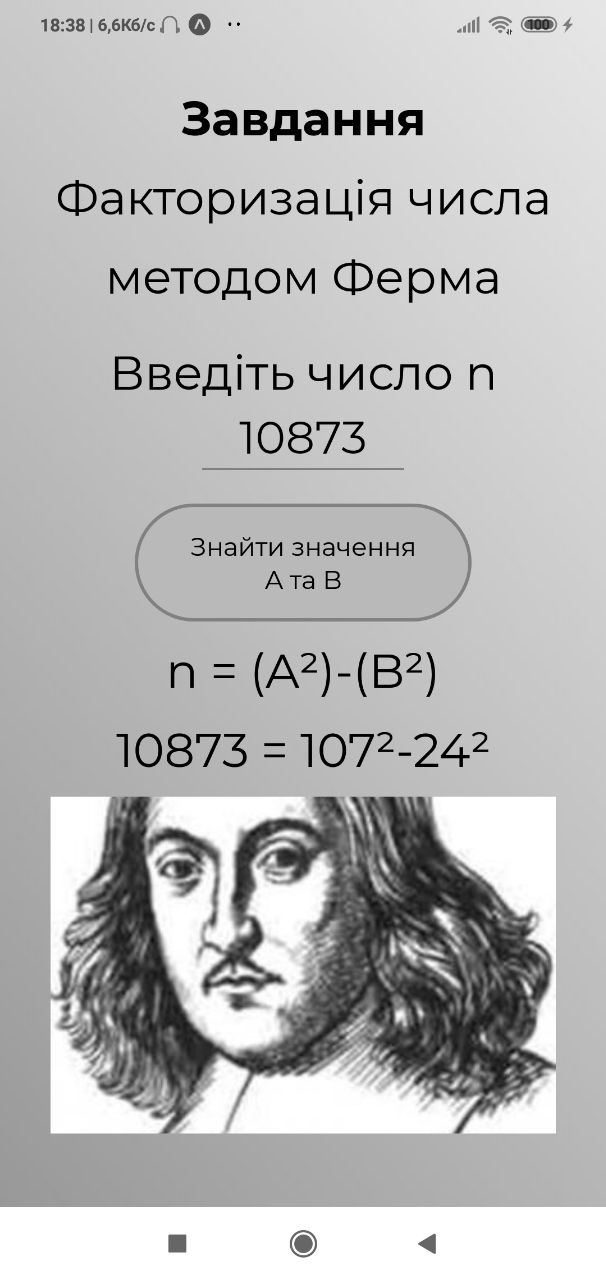 18:38 | 6,6Кб/с
100
Завдання
Факторизація числа
методом Ферма
Введіть число n
10873
Знайти значення
А та В
n = (A²)-(B²)
10873 = 107²-24²